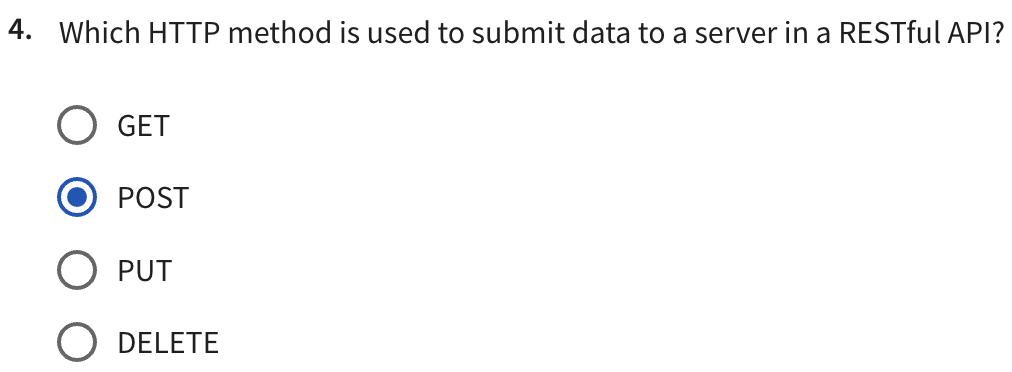 4. Which HTTP method is used to submit data to a server in a RESTful API?
GET
POST
PUT
DELETE